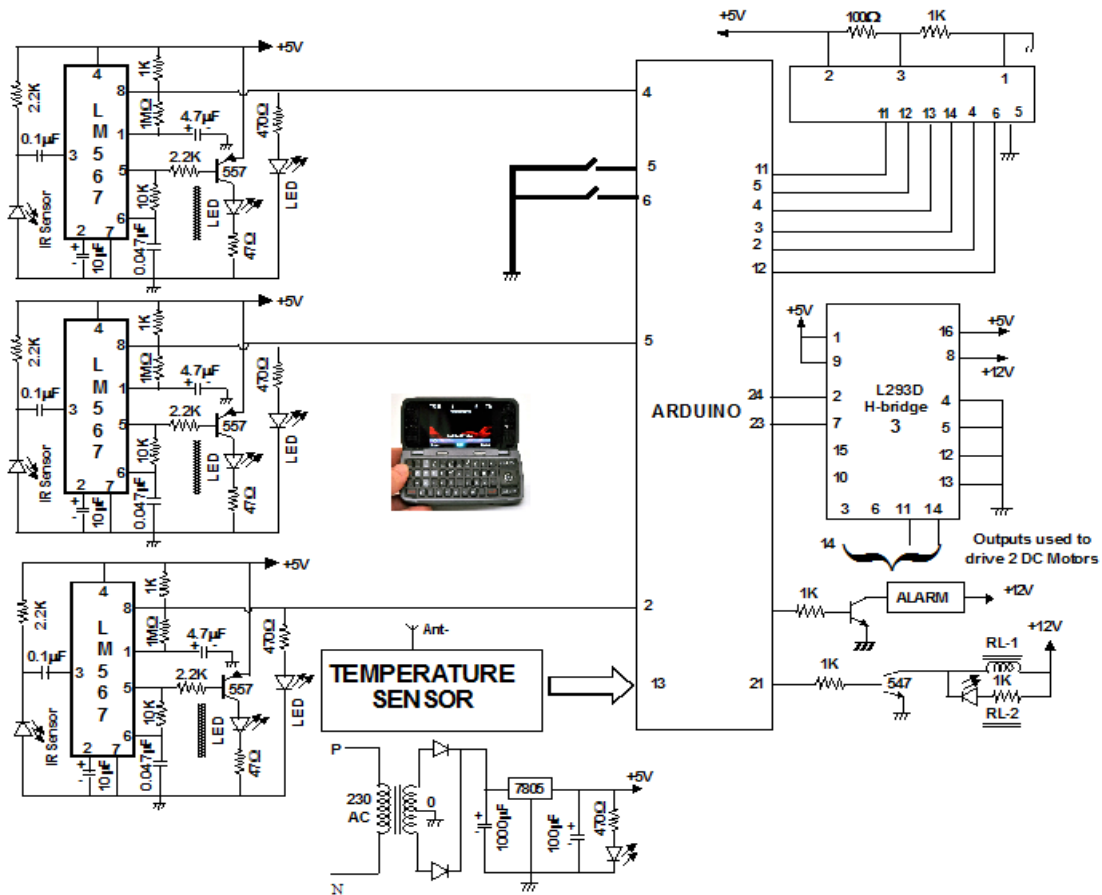 +5V
4
8
1K
1MΩ
2.2K
0.1µF
3
LM567
1
4.7µF
+ -
5
2.2K
557
470Ω
LED
LED
10K
6
2
7
IR Sensor
+
-
10µF
0.047µF
47Ω
+5V
4
8
1K
1MΩ
2.2K
0.1µF
3
LM567
1
4.7µF
+ -
5
2.2K
557
470Ω
LED
LED
10K
6
2
7
IR Sensor
+
-
10µF
0.047µF
47Ω
+5V
4
8
1K
1MΩ
2.2K
0.1µF
3
LM567
1
4.7µF
+ -
5
2.2K
557
470Ω
LED
LED
10K
6
2
7
IR Sensor
+
-
10µF
0.047µF
47Ω
4
5
6
5
ARDUINO
2
13
11
5
4
3
2
12
24
23
21
+5V
100Ω
1K
2 3 1
11 12 13 14 4 6 5
+5V
1
9
2
7
15
10
3 6 11 14
16
8
4
5
12
13
L293D
H-bridge
3
+5V
+12V
14
Outputs used to
drive 2 DC Motors
1K
ALARM
+12V
+12V
1K
547
RL-1
1K
RL-2
Ant-
TEMPERATURE
SENSOR
P
230
AC
N
0
+
-
1000µF
7805
+
-
100µF
470Ω
+5V